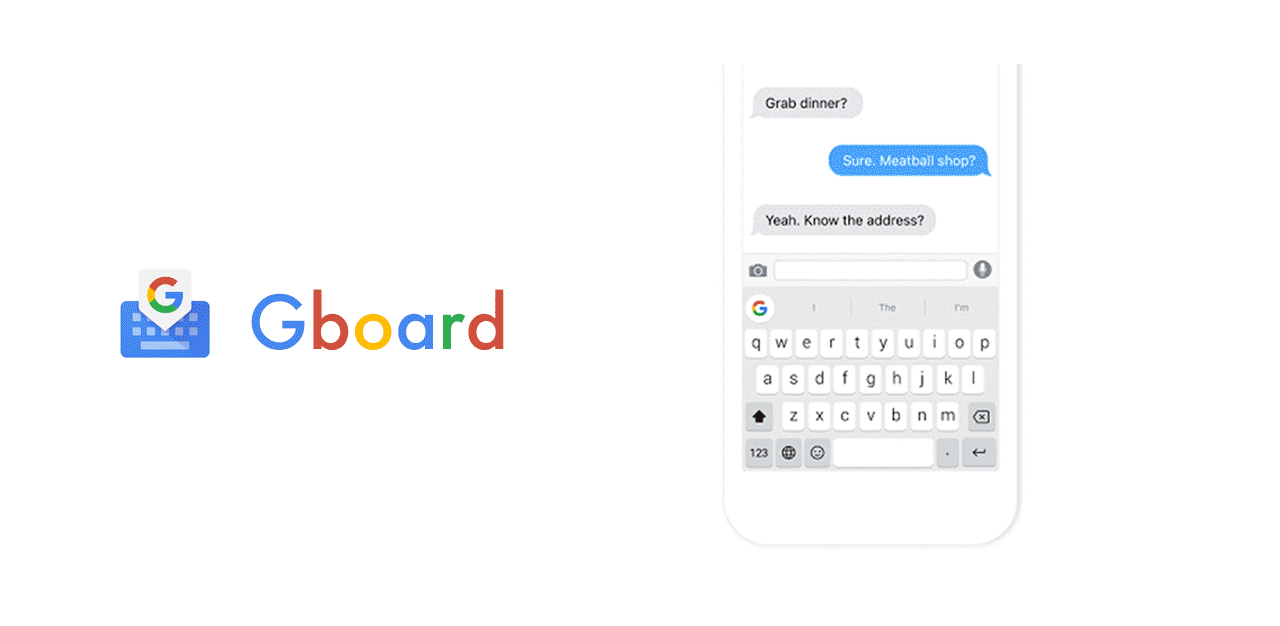 G
Gboard
Grab dinner?
Sure. Meatball shop?
Yeah. Know the address?
G I The I'm
q w e r t y u i o p
a s d f g h j k l
z x c v b n m
123 .